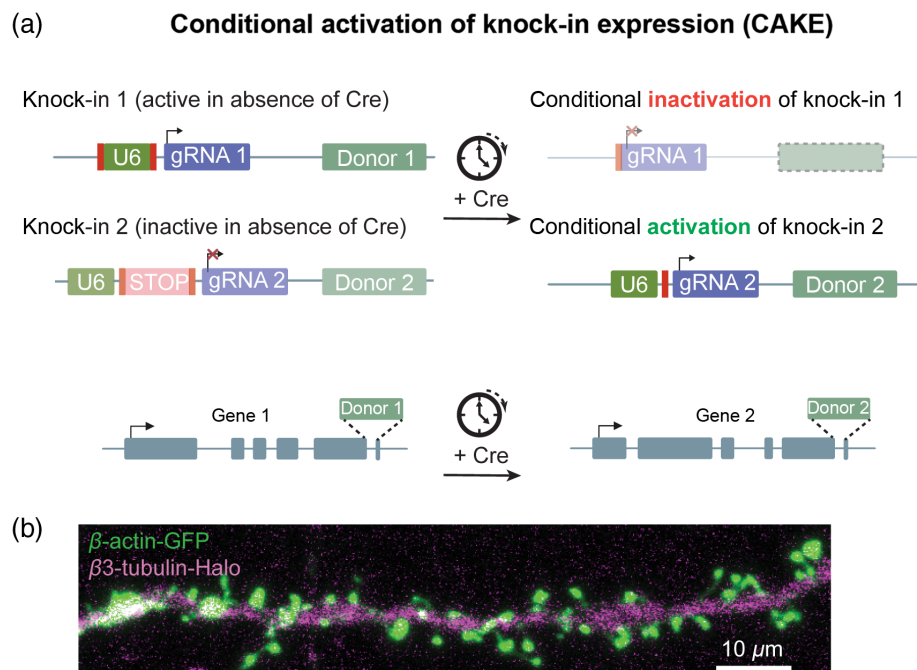 (a)
Conditional activation of knock-in expression (CAKE)
Knock-in 1 (active in absence of Cre)
U6
gRNA 1
Donor 1
+ Cre
Conditional inactivation of knock-in 1
gRNA 1
Knock-in 2 (inactive in absence of Cre)
U6
STOP
gRNA 2
Donor 2
Conditional activation of knock-in 2
U6
gRNA 2
Donor 2
Gene 1
Donor 1
+ Cre
Gene 2
Donor 2
(b)
β-actin-GFP
β3-tubulin-Halo
10 μm